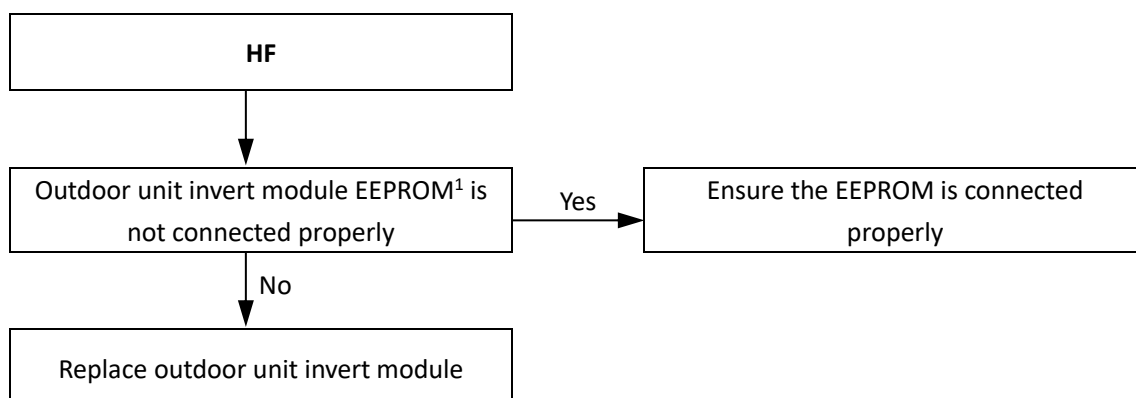 HF
Outdoor unit invert module EEPROM¹ is
not connected properly
Yes
Ensure the EEPROM is connected
properly
No
Replace outdoor unit invert module